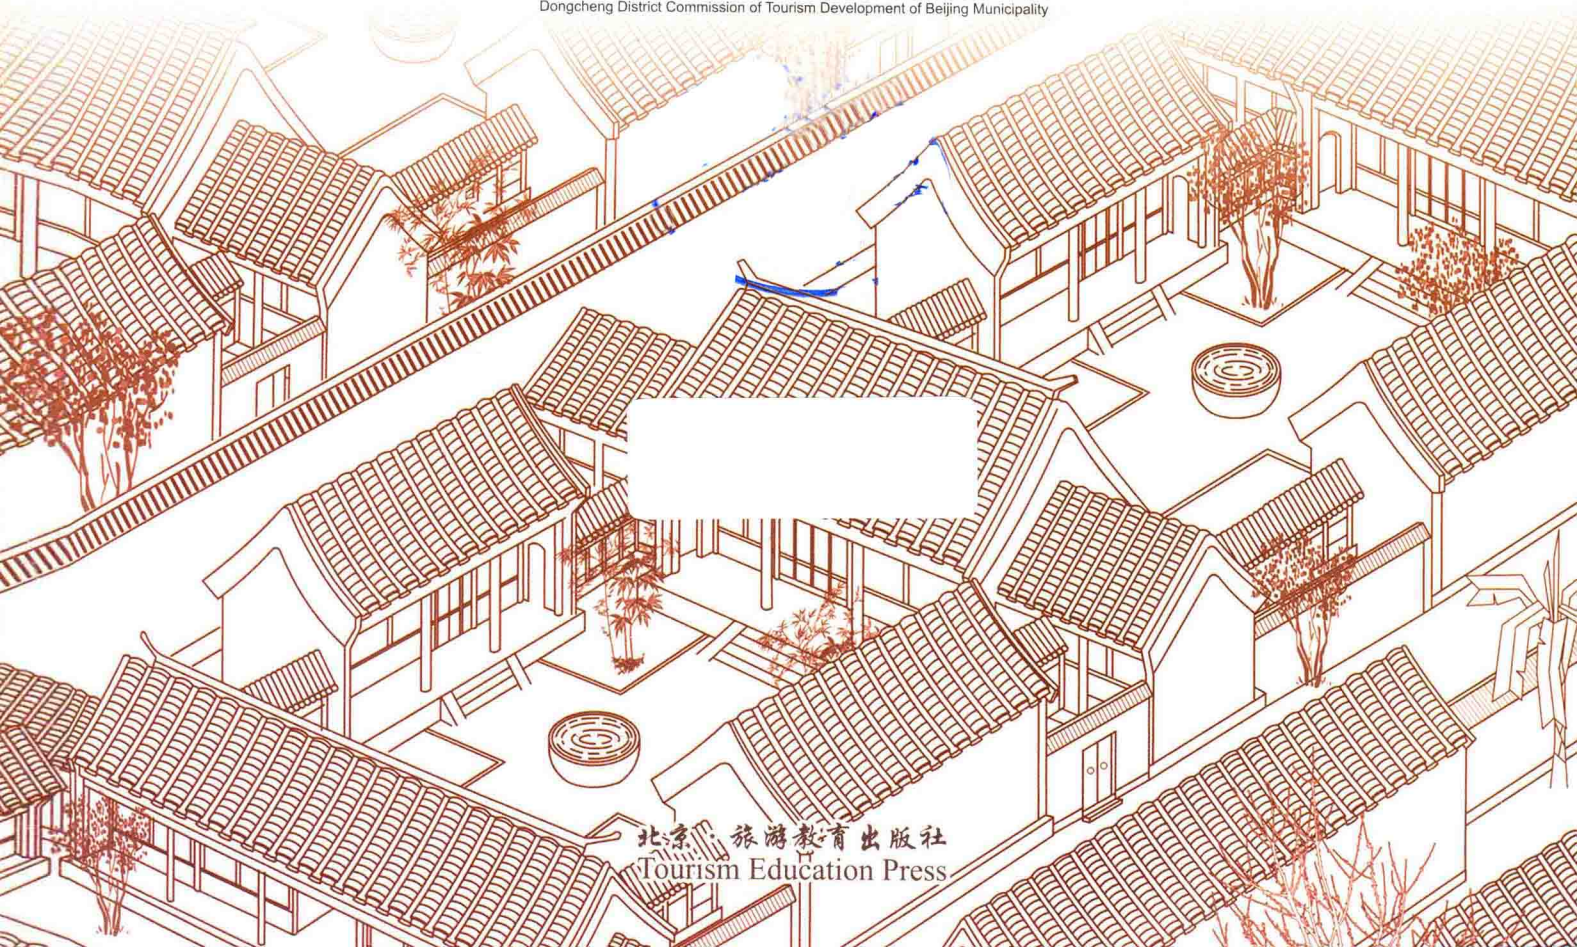 Dongcheng District Commission of Tourism Development of Beijing Municipality
北京·旅游教育出版社
Tourism Education Press